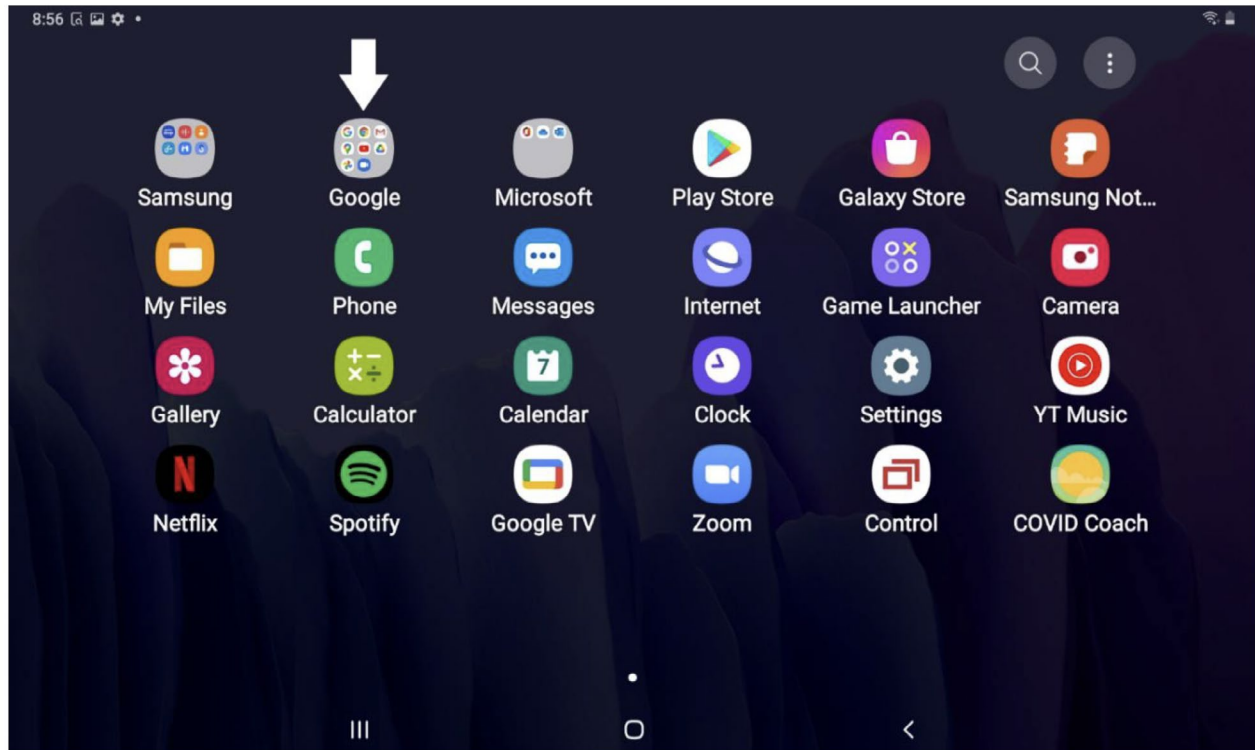 8:56
Samsung Google Microsoft Play Store Galaxy Store Samsung Not...
My Files Phone Messages Internet Game Launcher Camera
7
Gallery Calculator Calendar Clock Settings YT Music
N
Netflix Spotify Google TV Zoom Control COVID Coach